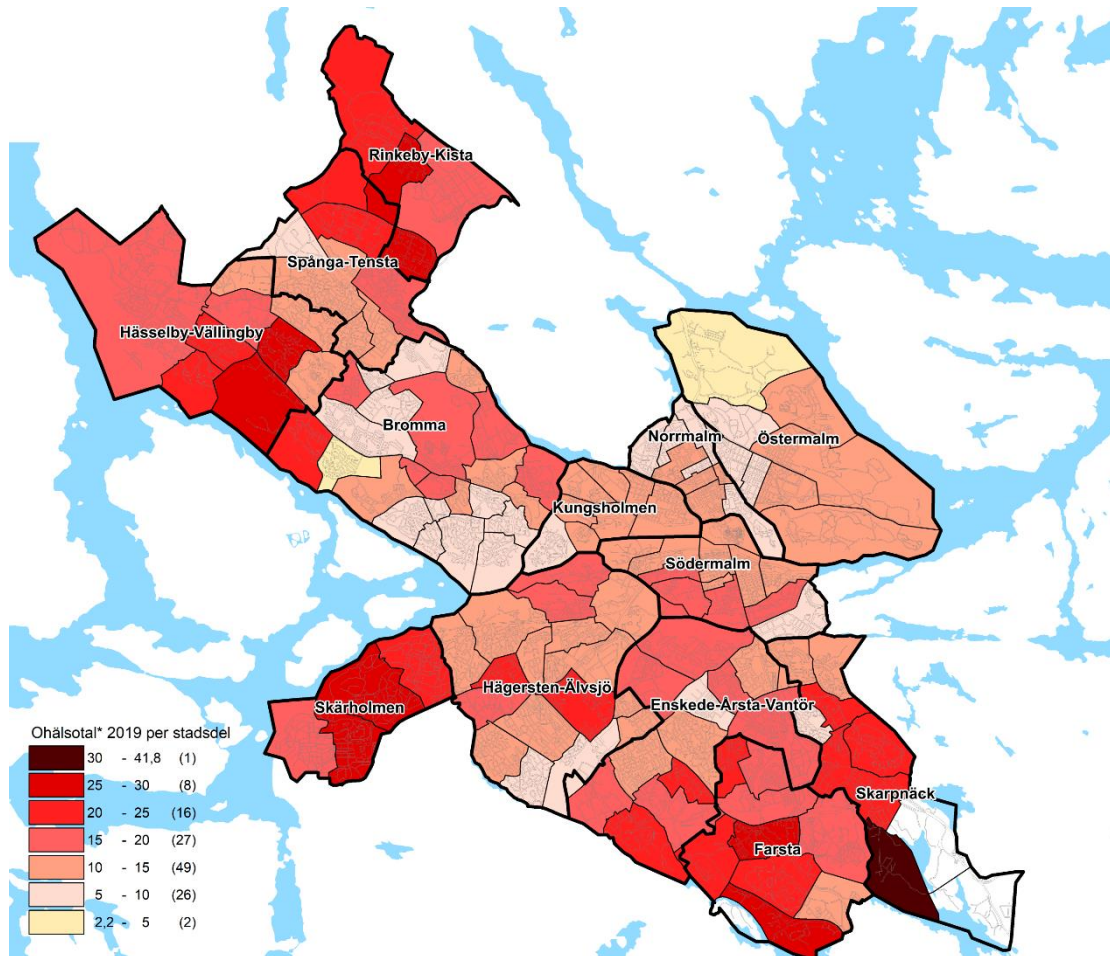 Rinkeby-Kista
Spånga-Tensta
Hässelby-Vällingby
Bromma
Norrmalm
Östermalm
Kungsholmen
Södermalm
Hägersten-Älvsjö
Enskede-Årsta-Vantör
Skärholmen
Skarpnäck
Farsta
Ohälsotal* 2019 per stadsdel
30 - 41,8 (1)
25 - 30 (8)
20 - 25 (16)
15 - 20 (27)
10 - 15 (49)
5 - 10 (26)
2,2 - 5 (2)